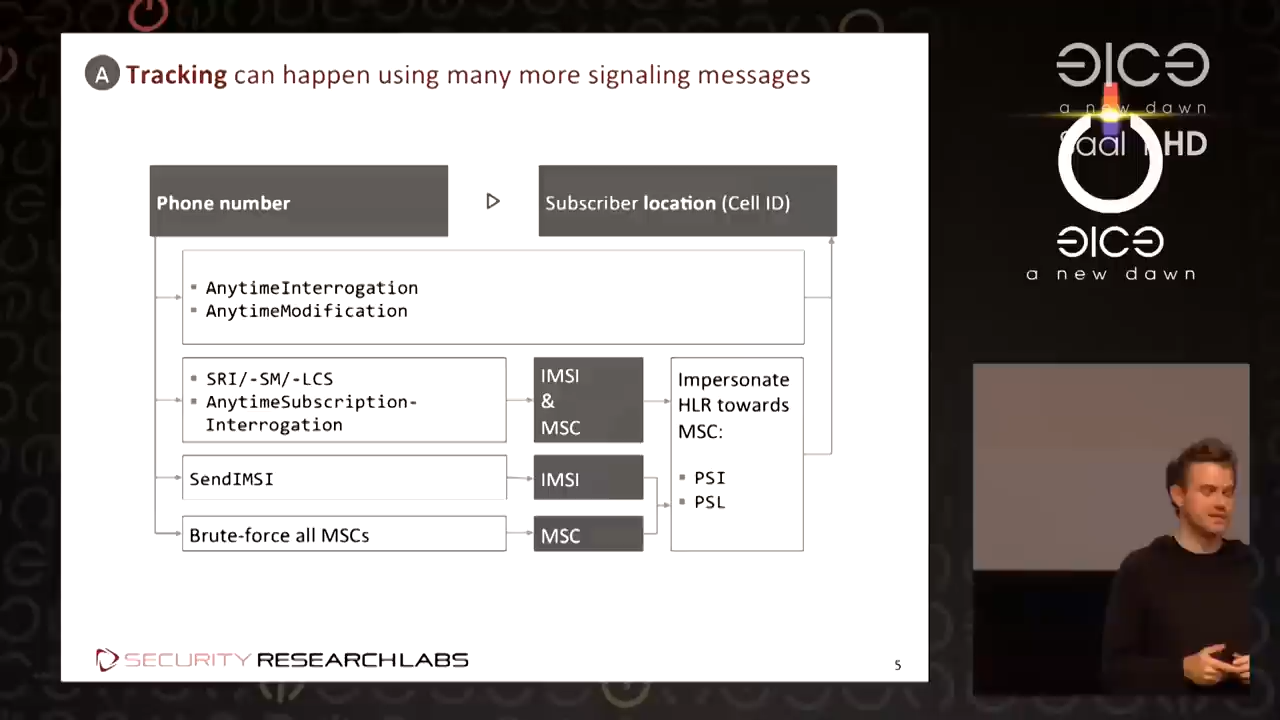 A Tracking can happen using many more signaling messages
Phone number
Subscriber location (Cell ID)
AnytimeInterrogation
AnytimeModification
SRI/-SM/-LCS
AnytimeSubscription-
Interrogation
IMSI
&
MSC
Impersonate
HLR towards
MSC:
PSI
PSL
SendIMSI
IMSI
Brute-force all MSCs
MSC
SECURITY RESEARCH LABS
5
a new dawn
Saal HD
a new dawn